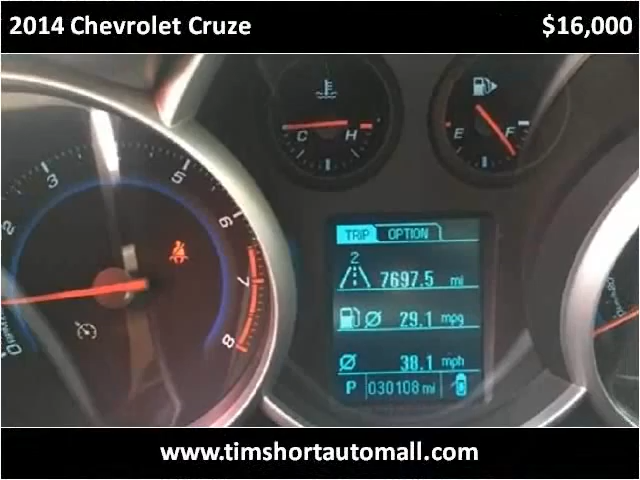 2014 Chevrolet Cruze $16,000
C H
E F
2 3 5 6 7 8
TRIP OPTION
2
7697.5 mi
29.1 mpg
38.1 mph
P 030108 mi
www.timshortautomall.com